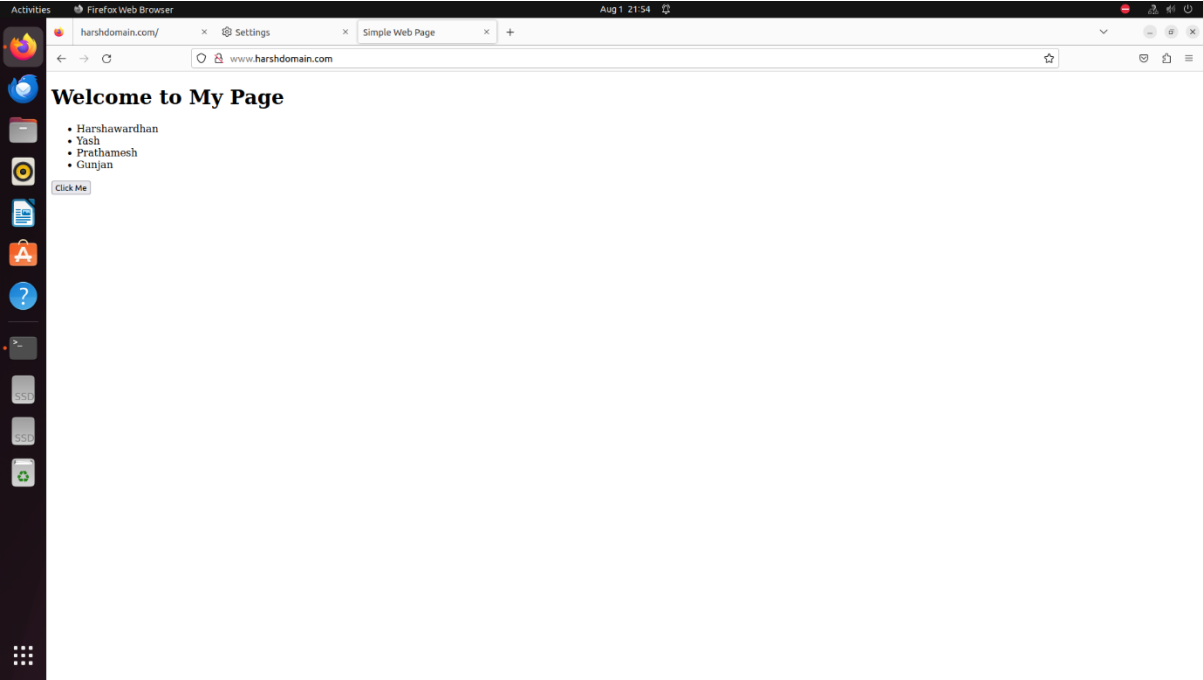 Activities Firefox Web Browser Aug 1 21:54
harshdomain.com/ Settings Simple Web Page
www.harshdomain.com
Welcome to My Page
• Harshawardhan
• Yash
• Prathamesh
• Gunjan
Click Me
>_
A
?
SSD
SSD